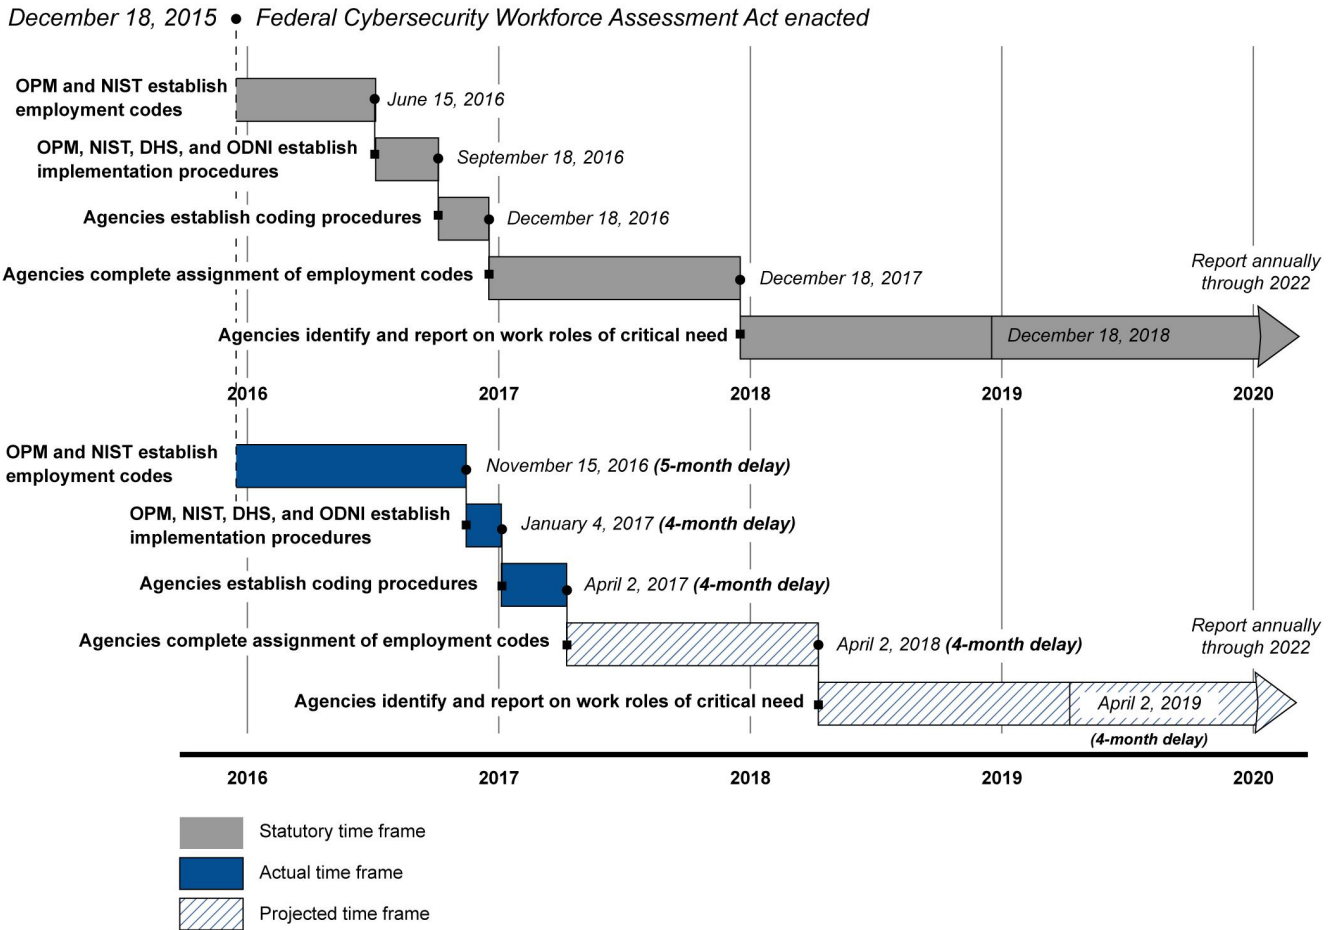 December 18, 2015 • Federal Cybersecurity Workforce Assessment Act enacted
OPM and NIST establish
employment codes
June 15, 2016
OPM, NIST, DHS, and ODNI establish
implementation procedures
September 18, 2016
Agencies establish coding procedures
December 18, 2016
Agencies complete assignment of employment codes
December 18, 2017
Report annually
through 2022
Agencies identify and report on work roles of critical need
December 18, 2018
2016 2017 2018 2019 2020
OPM and NIST establish
employment codes
November 15, 2016 (5-month delay)
OPM, NIST, DHS, and ODNI establish
implementation procedures
January 4, 2017 (4-month delay)
Agencies establish coding procedures
April 2, 2017 (4-month delay)
Agencies complete assignment of employment codes
April 2, 2018 (4-month delay)
Report annually
through 2022
Agencies identify and report on work roles of critical need
April 2, 2019
(4-month delay)
2016 2017 2018 2019 2020
Statutory time frame
Actual time frame
Projected time frame